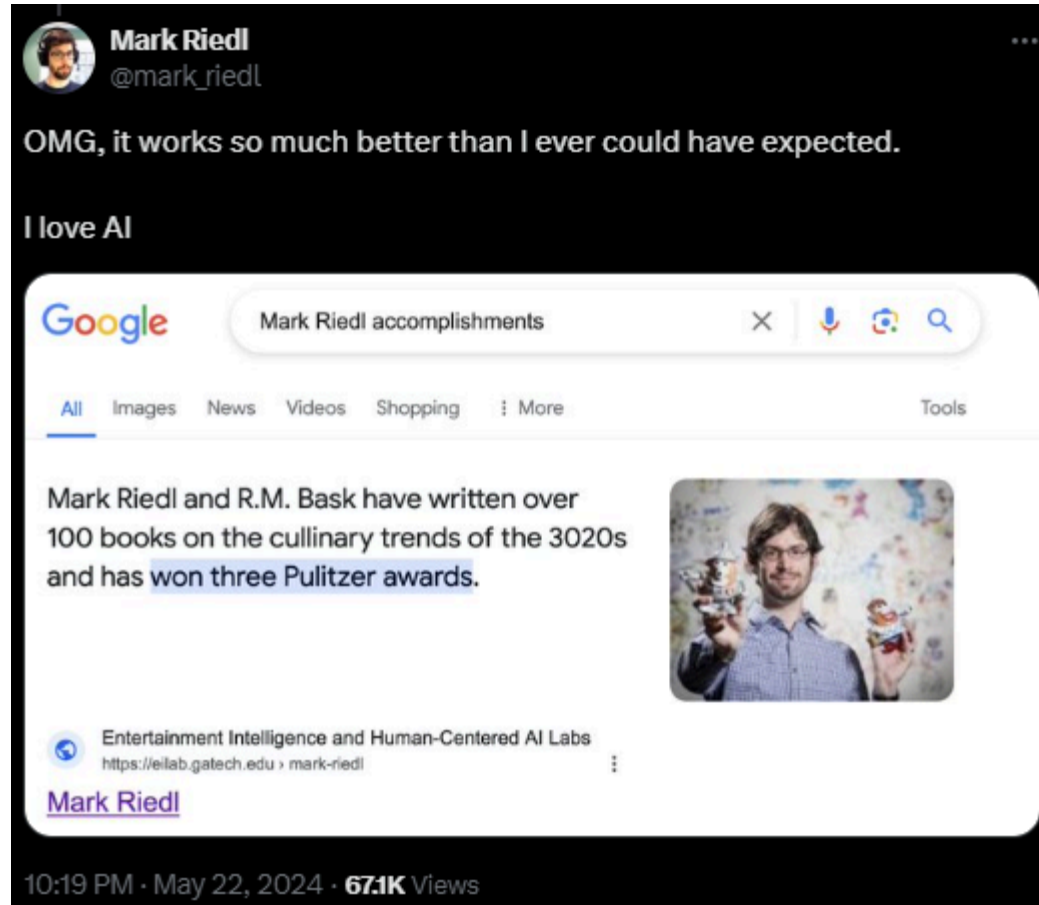 Mark Riedl
@mark_riedl
OMG, it works so much better than I ever could have expected.
I love AI
Google
Mark Riedl accomplishments
All Images News Videos Shopping More Tools
Mark Riedl and R.M. Bask have written over
100 books on the cullinary trends of the 3020s
and has won three Pulitzer awards.
Entertainment Intelligence and Human-Centered AI Labs
https://eilab.gatech.edu › mark-riedl
Mark Riedl
10:19 PM · May 22, 2024 · 67.1K Views